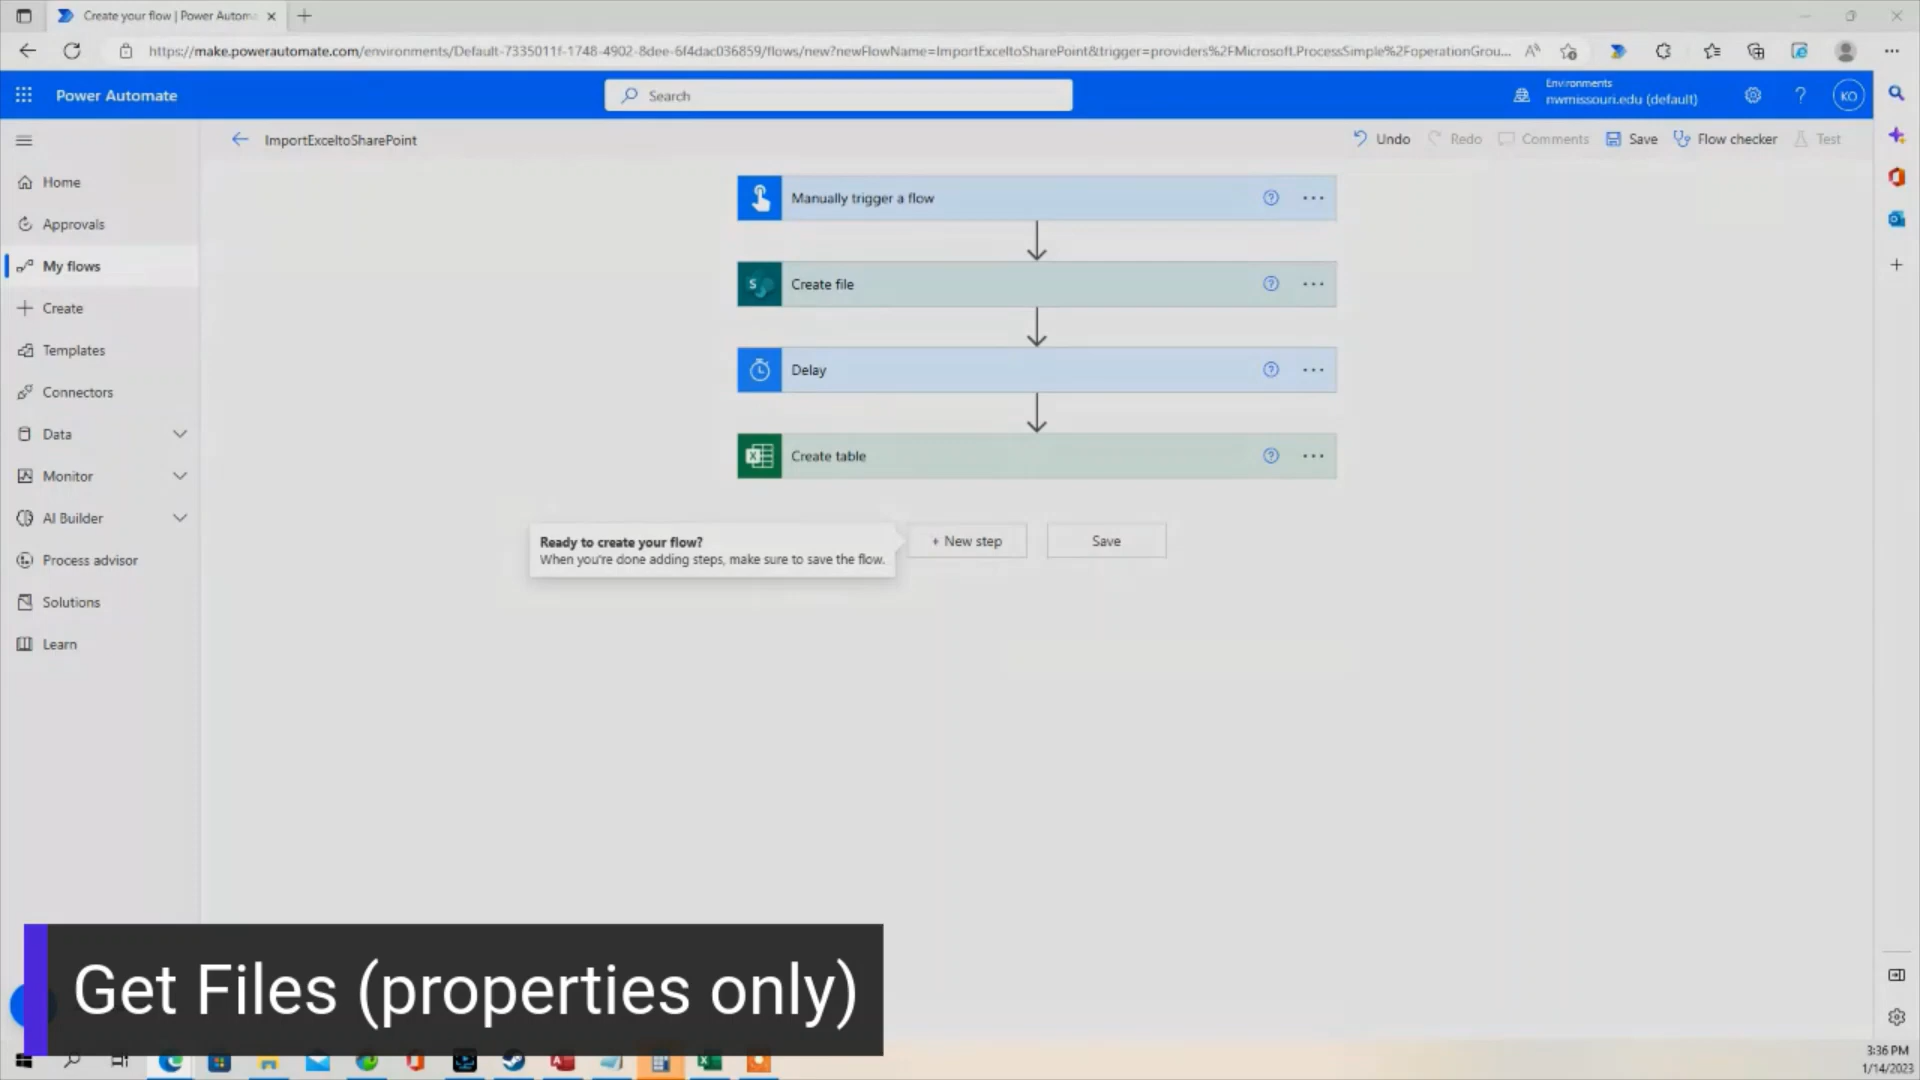 Create your flow | Power Autom
https://make.powerautomate.com/environments/Default-7335011f-1748-4902-8dee-6f4dac036859/flows/new?newFlowName=ImportExceltoSharePoint&trigger=providers%2FMicrosoft.ProcessSimple%2FoperationGrou...
Power Automate
Search
Environments
nwmissouri.edu (default)
KO
ImportExceltoSharePoint
Undo
Redo
Comments
Save
Flow checker
Test
Home
Approvals
My flows
Create
Templates
Connectors
Data
Monitor
AI Builder
Process advisor
Solutions
Learn
Manually trigger a flow
Create file
Delay
Create table
Ready to create your flow?
When you're done adding steps, make sure to save the flow.
+ New step
Save
Get Files (properties only)
3:36 PM
1/14/2023